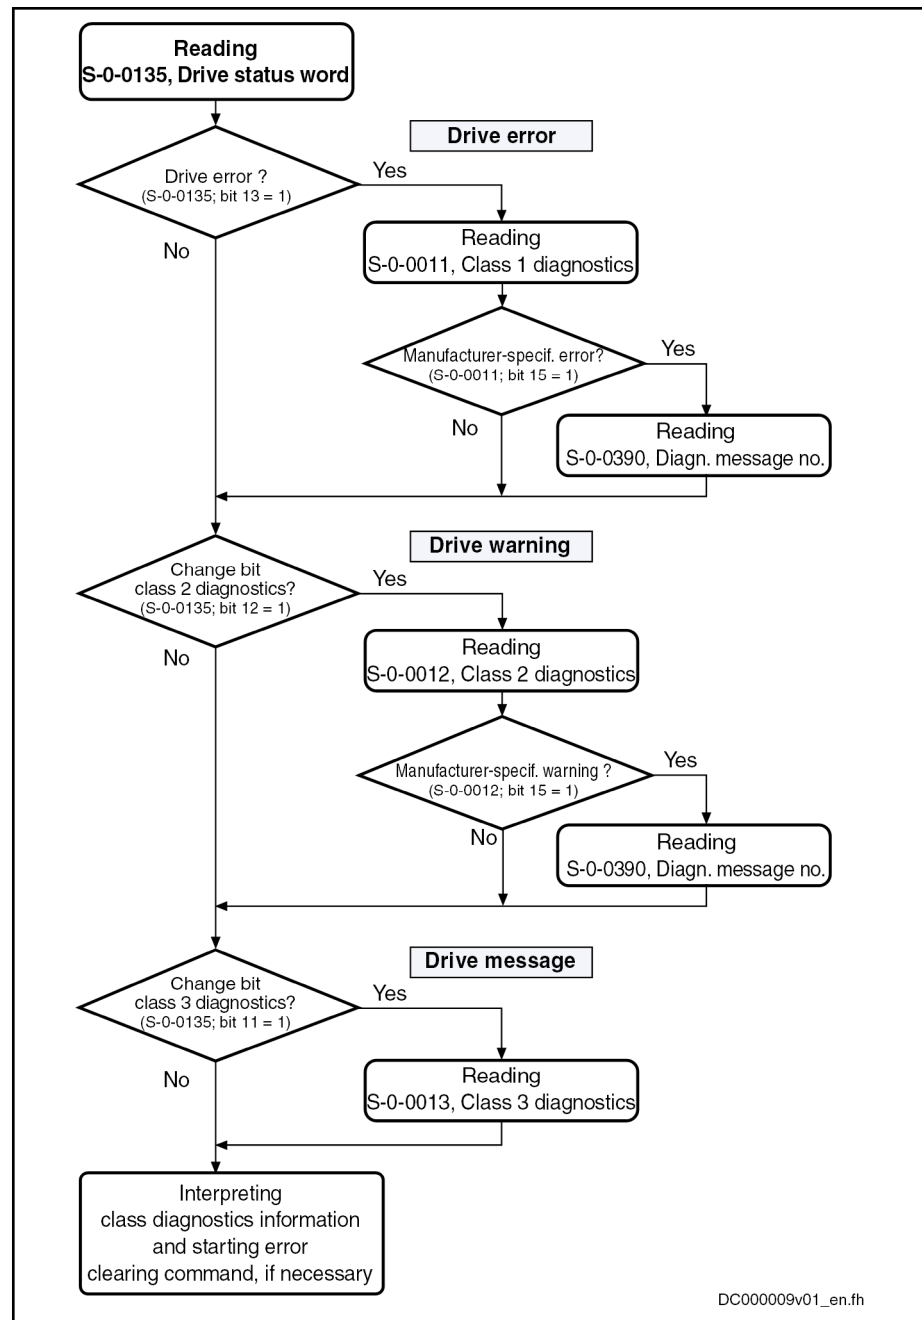 Reading
S-0-0135, Drive status word
Drive error
Drive error ?
(S-0-0135; bit 13 = 1)
Yes
No
Reading
S-0-0011, Class 1 diagnostics
Manufacturer-specif. error?
(S-0-0011; bit 15 = 1)
Yes
No
Reading
S-0-0390, Diagn. message no.
Drive warning
Change bit
class 2 diagnostics?
(S-0-0135; bit 12 = 1)
Yes
No
Reading
S-0-0012, Class 2 diagnostics
Manufacturer-specif. warning ?
(S-0-0012; bit 15 = 1)
Yes
No
Reading
S-0-0390, Diagn. message no.
Drive message
Change bit
class 3 diagnostics?
(S-0-0135; bit 11 = 1)
Yes
No
Reading
S-0-0013, Class 3 diagnostics
Interpreting
class diagnostics information
and starting error
clearing command, if necessary
DC000009v01_en.fh